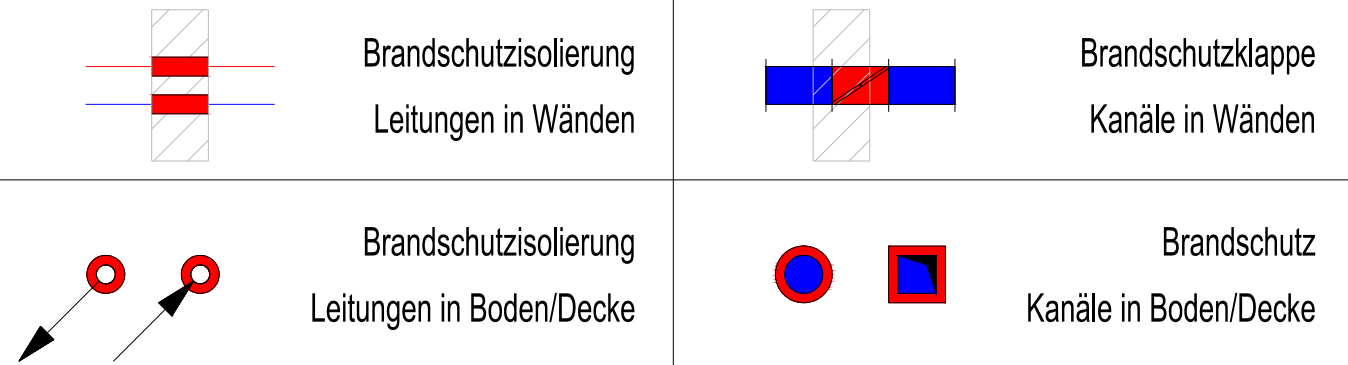 Brandschutzisolierung
Leitungen in Wänden
Brandschutzklappe
Kanäle in Wänden
Brandschutzisolierung
Leitungen in Boden/Decke
Brandschutz
Kanäle in Boden/Decke